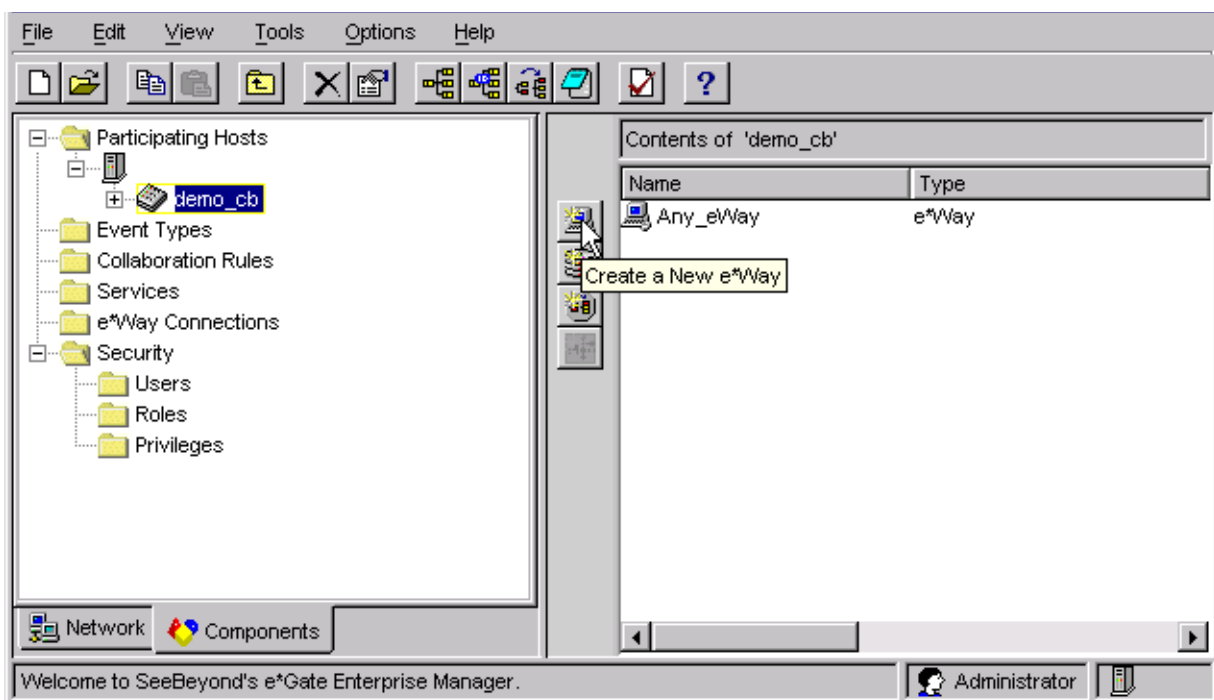 File Edit View Tools Options Help
?
Participating Hosts
demo_cb
Event Types
Collaboration Rules
Services
e*Way Connections
Security
Users
Roles
Privileges
Network Components
Contents of 'demo_cb'
Name Type
Any_eWay e*Way
Create a New e*Way
Welcome to SeeBeyond's e*Gate Enterprise Manager.
Administrator